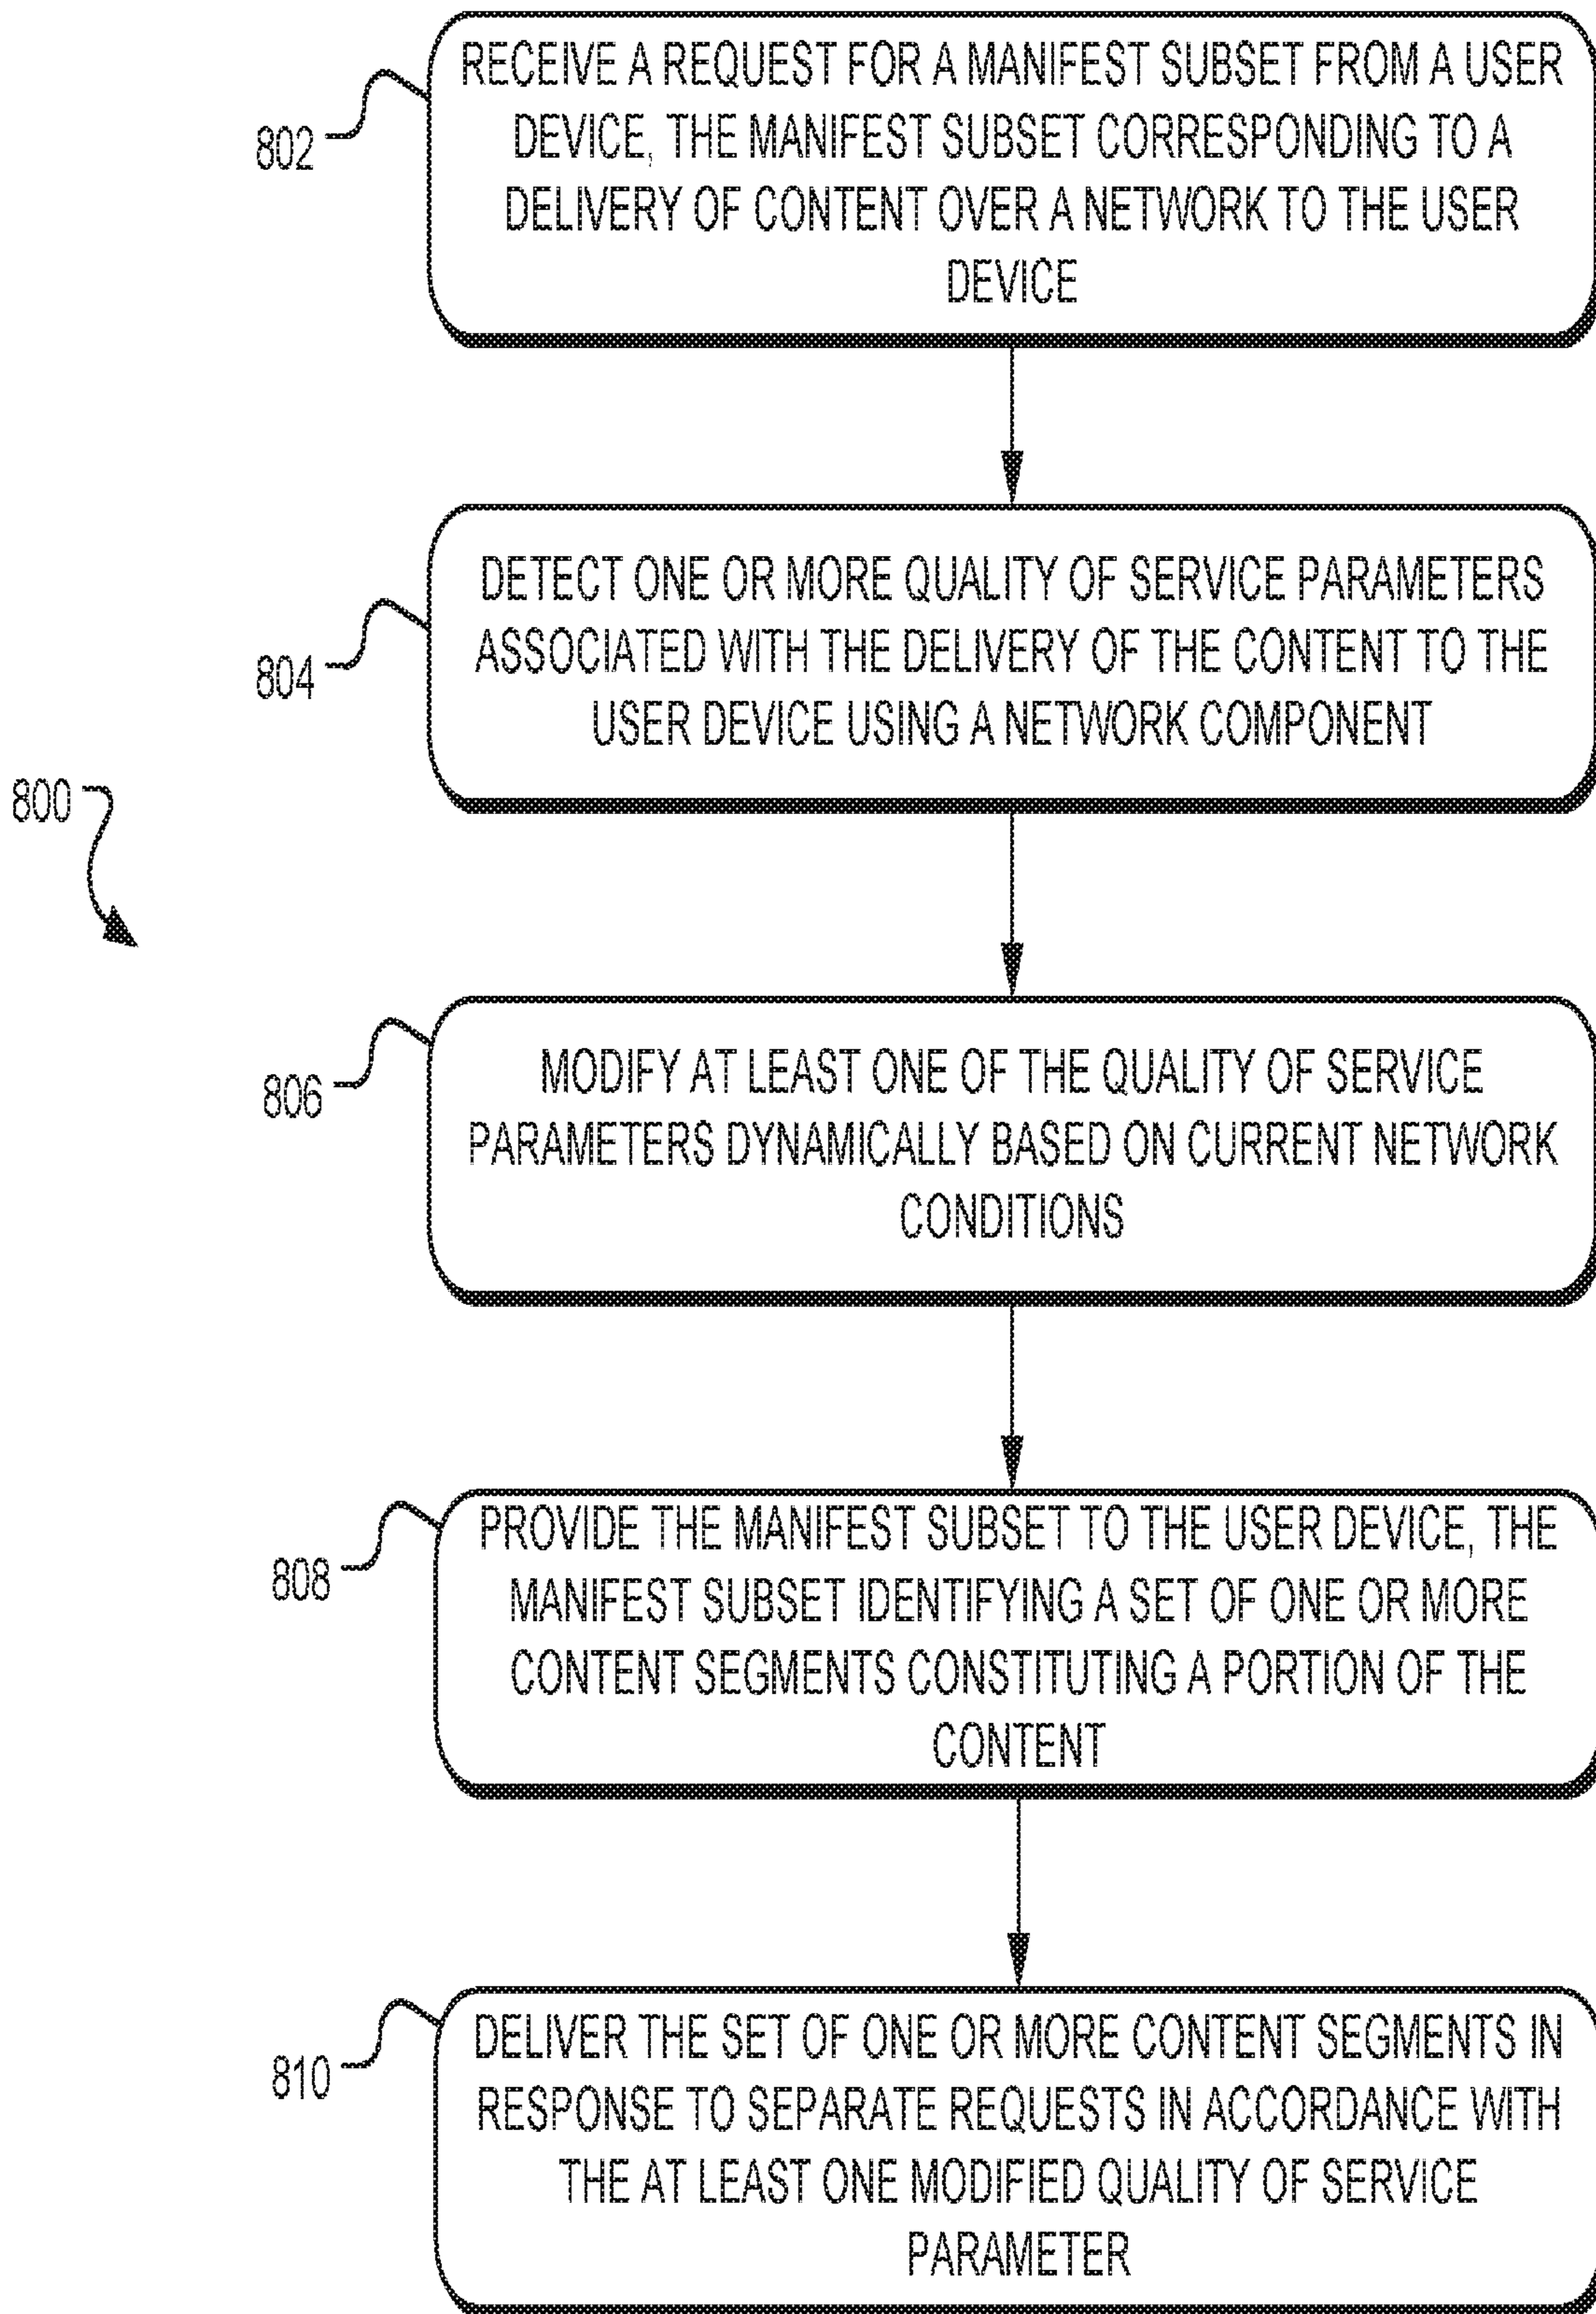 RECEIVE A REQUEST FOR A MANIFEST SUBSET FROM A USER
DEVICE, THE MANIFEST SUBSET CORRESPONDING TO A
DELIVERY OF CONTENT OVER A NETWORK TO THE USER
DEVICE
802
DETECT ONE OR MORE QUALITY OF SERVICE PARAMETERS
ASSOCIATED WITH THE DELIVERY OF THE CONTENT TO THE
USER DEVICE USING A NETWORK COMPONENT
804
800
MODIFY AT LEAST ONE OF THE QUALITY OF SERVICE
PARAMETERS DYNAMICALLY BASED ON CURRENT NETWORK
CONDITIONS
806
PROVIDE THE MANIFEST SUBSET TO THE USER DEVICE, THE
MANIFEST SUBSET IDENTIFYING A SET OF ONE OR MORE
CONTENT SEGMENTS CONSTITUTING A PORTION OF THE
CONTENT
808
DELIVER THE SET OF ONE OR MORE CONTENT SEGMENTS IN
RESPONSE TO SEPARATE REQUESTS IN ACCORDANCE WITH
THE AT LEAST ONE MODIFIED QUALITY OF SERVICE
PARAMETER
810